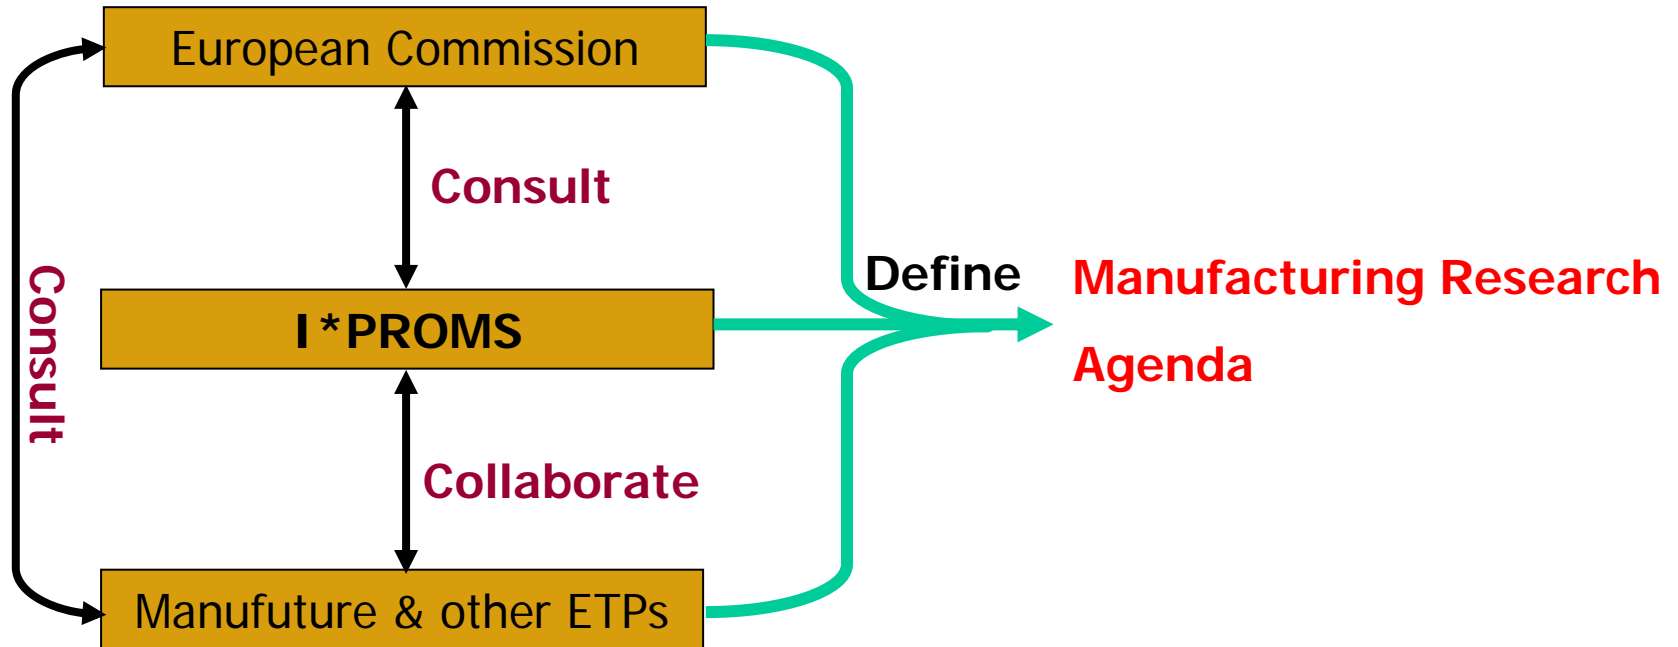 European Commission
Consult
Consult
I*PROMS
Define
Manufacturing Research
Agenda
Collaborate
Manufuture & other ETPs